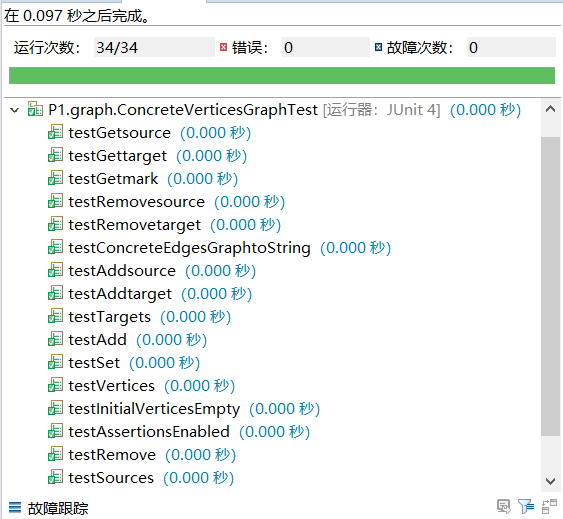 在 0.097 秒之后完成。
运行次数： 34/34 错误： 0 故障次数： 0
P1.graph.ConcreteVerticesGraphTest [运行器：JUnit 4] (0.000 秒)
testGetsource (0.000 秒)
testGettarget (0.000 秒)
testGetmark (0.000 秒)
testRemovesource (0.000 秒)
testRemovetarget (0.000 秒)
testConcreteEdgesGraphtoString (0.000 秒)
testAddsource (0.000 秒)
testAddtarget (0.000 秒)
testTargets (0.000 秒)
testAdd (0.000 秒)
testSet (0.000 秒)
testVertices (0.000 秒)
testInitialVerticesEmpty (0.000 秒)
testAssertionsEnabled (0.000 秒)
testRemove (0.000 秒)
testSources (0.000 秒)
故障跟踪